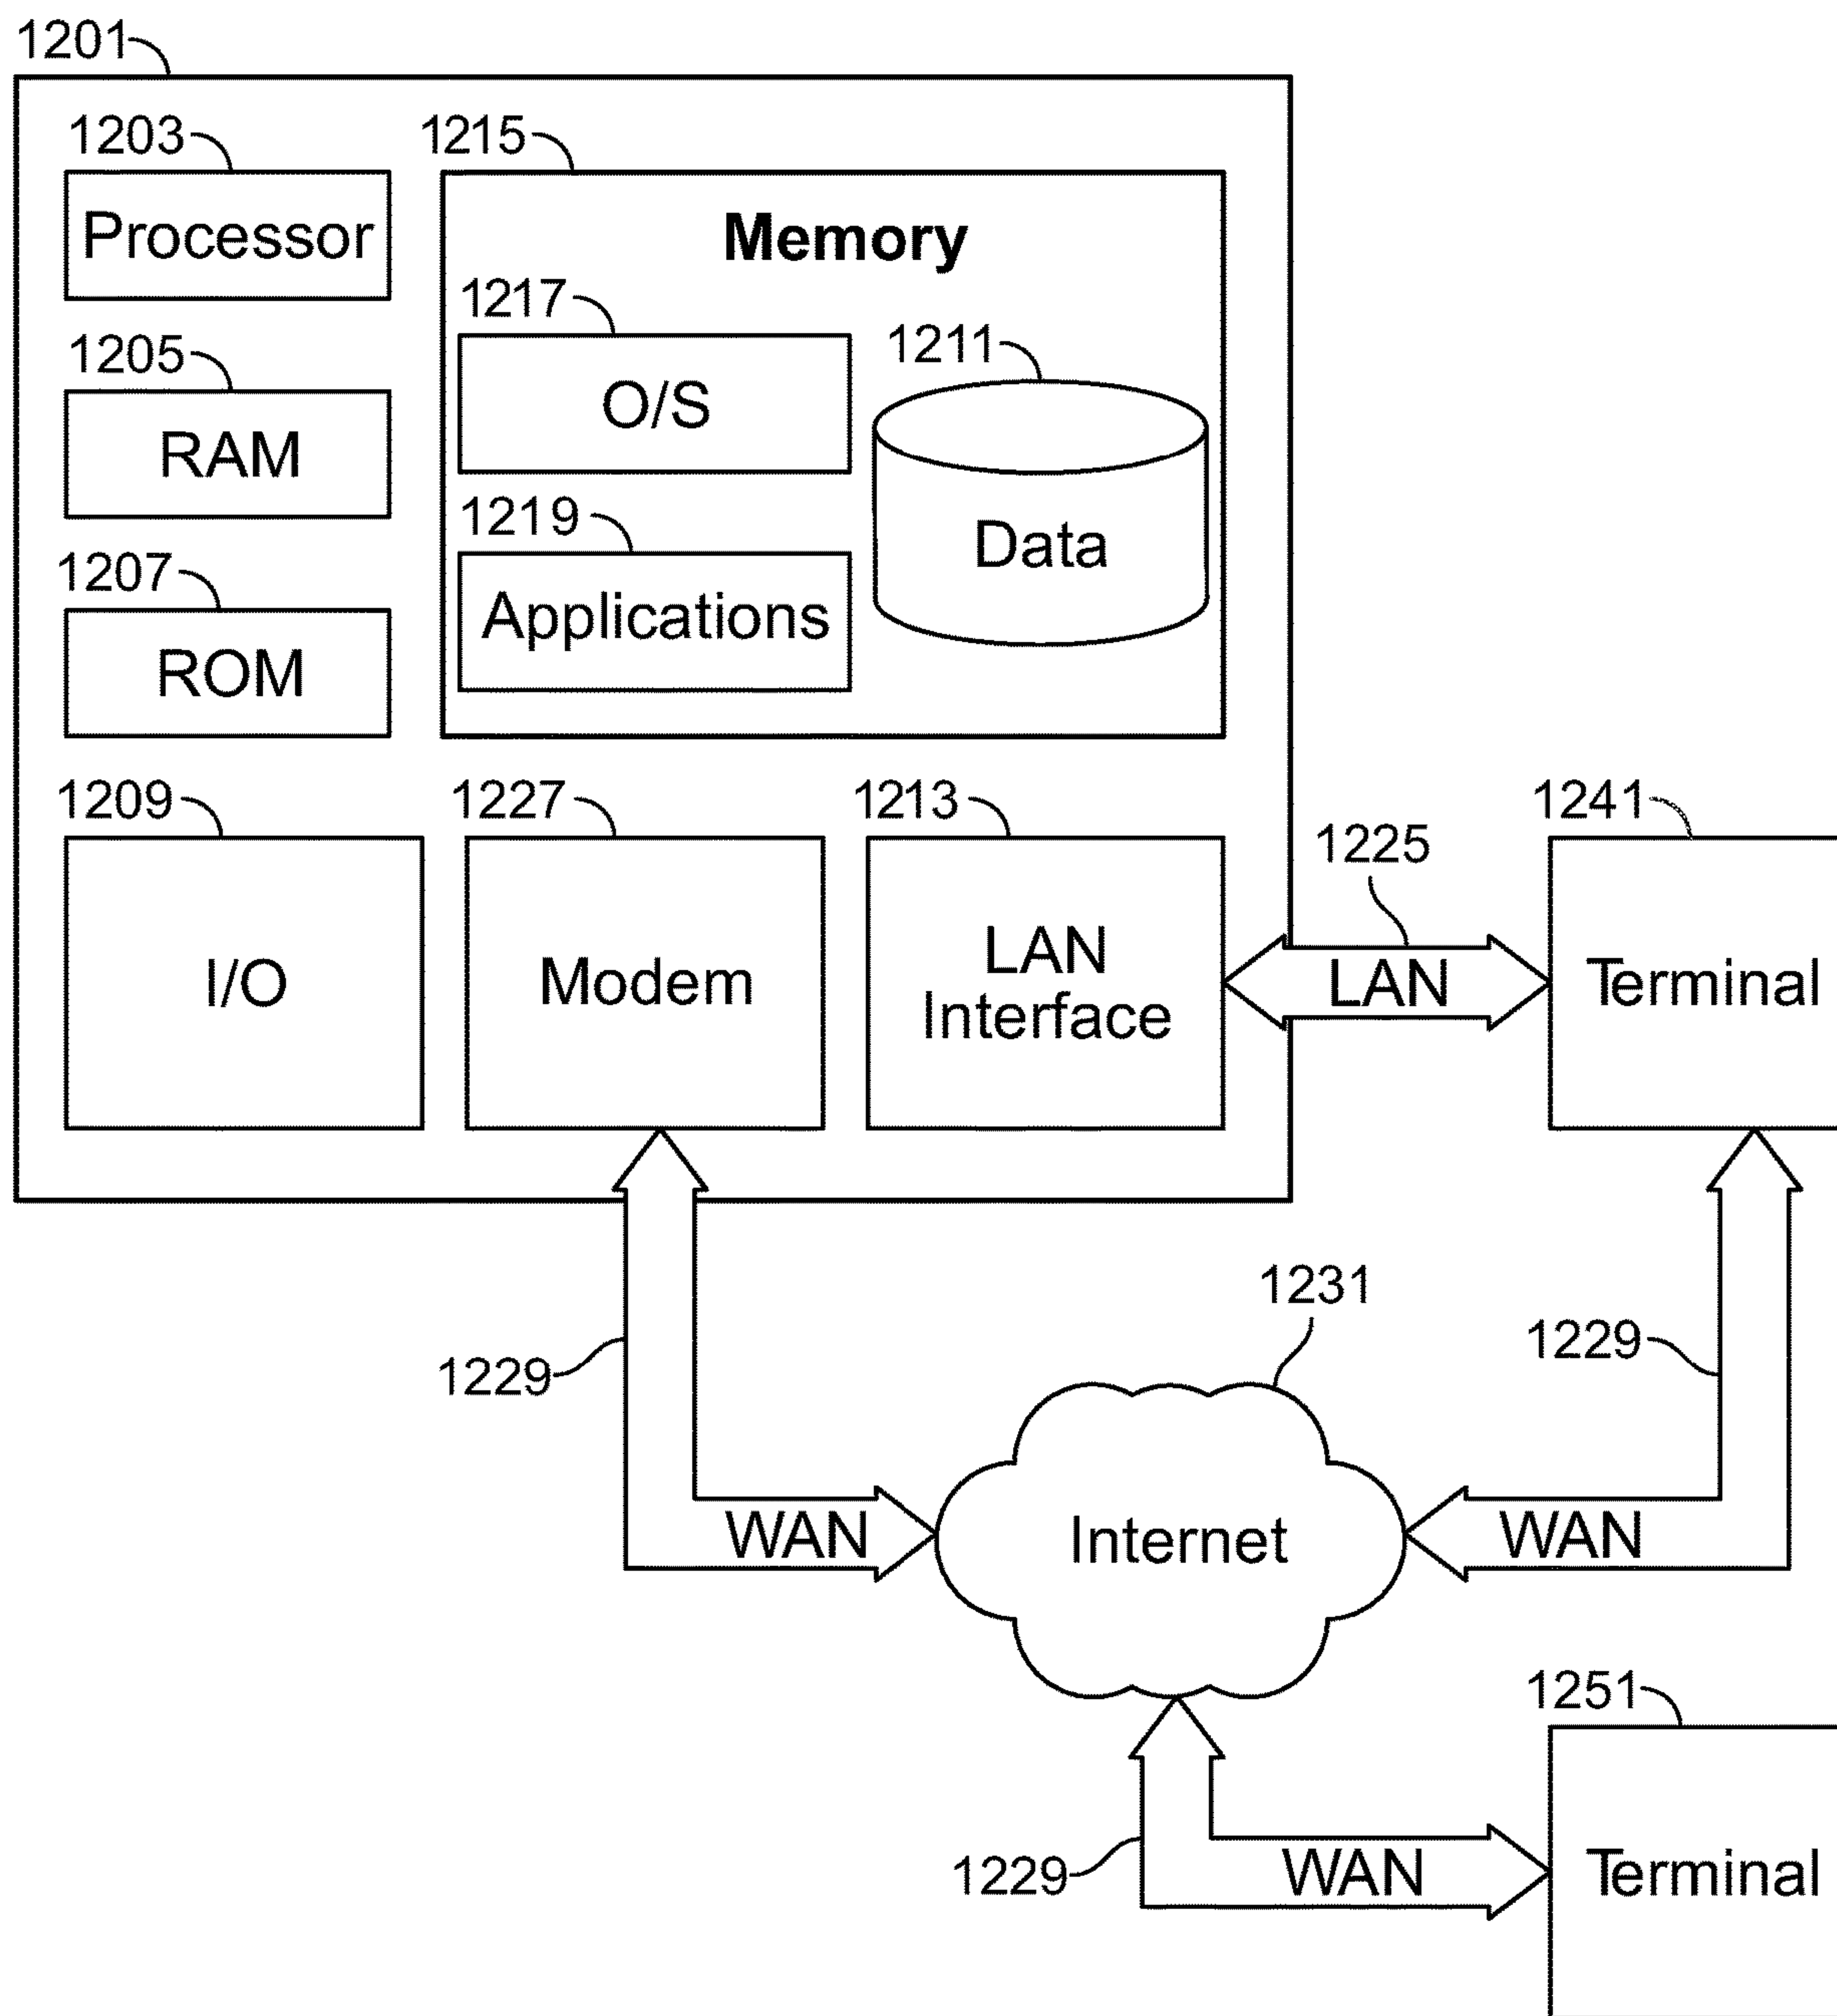 1201
1203
Processor
1205
RAM
1207
ROM
1215
Memory
1217
O/S
1211
Data
1219
Applications
1209
I/O
1227
Modem
1213
LAN
Interface
1225
LAN
1241
Terminal
1229
WAN
1231
Internet
1229
WAN
1229
WAN
1251
Terminal